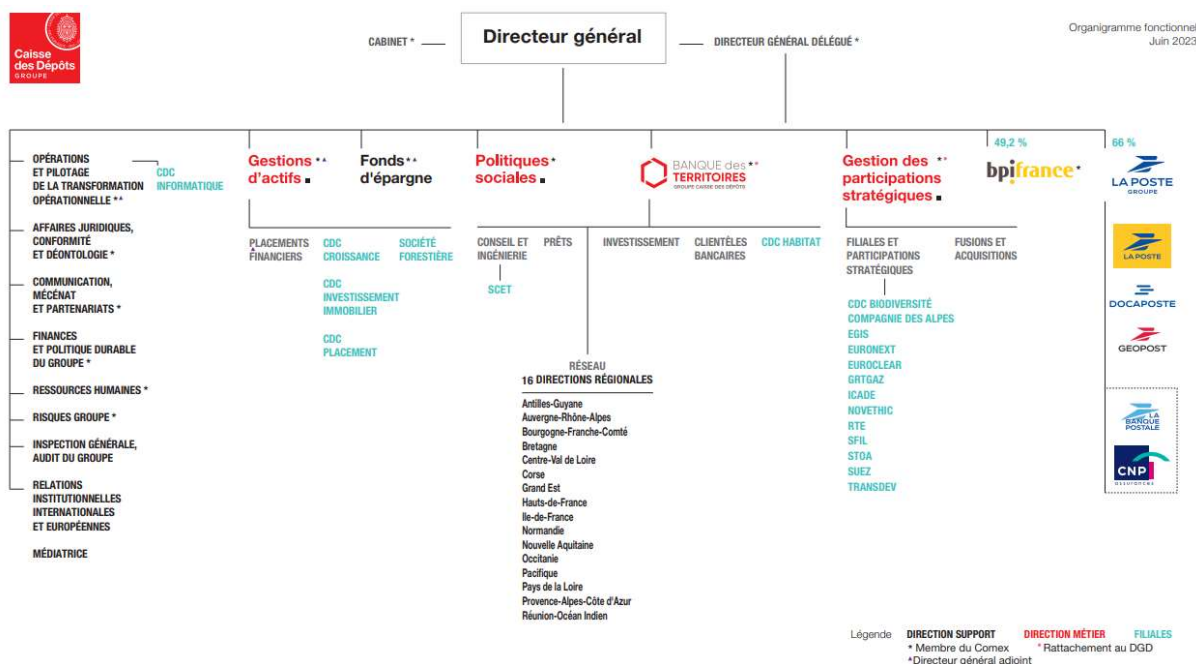 Caisse
des Dépôts
GROUPE
CABINET *
Directeur général
DIRECTEUR GÉNÉRAL DÉLÉGUÉ *
Organigramme fonctionnel
Juin 2023
OPÉRATIONS
ET PILOTAGE
DE LA TRANSFORMATION
OPÉRATIONNELLE *▲
CDC
INFORMATIQUE
AFFAIRES JURIDIQUES,
CONFORMITÉ
ET DÉONTOLOGIE *
COMMUNICATION,
MÉCÉNAT
ET PARTENARIATS *
FINANCES
ET POLITIQUE DURABLE
DU GROUPE *
RESSOURCES HUMAINES *
RISQUES GROUPE *
INSPECTION GÉNÉRALE,
AUDIT DU GROUPE
RELATIONS
INSTITUTIONNELLES
INTERNATIONALES
ET EUROPÉENNES
MÉDIATRICE
Gestions *▲
d'actifs ■
PLACEMENTS
FINANCIERS
CDC
CROISSANCE
CDC
INVESTISSEMENT
IMMOBILIER
CDC
PLACEMENT
SOCIÉTÉ
FORESTIÈRE
Fonds *▲
d'épargne
Politiques *
sociales ■
BANQUE des **
TERRITOIRES
GROUPE CAISSE DES DÉPÔTS
CONSEIL ET
INGÉNIERIE
SCET
PRÊTS
INVESTISSEMENT
CLIENTÈLES
BANCAIRES
CDC HABITAT
RÉSEAU
16 DIRECTIONS RÉGIONALES
Antilles-Guyane
Auvergne-Rhône-Alpes
Bourgogne-Franche-Comté
Bretagne
Centre-Val de Loire
Corse
Grand Est
Hauts-de-France
Ile-de-France
Normandie
Nouvelle Aquitaine
Occitanie
Pacifique
Pays de la Loire
Provence-Alpes-Côte d'Azur
Réunion-Océan Indien
Gestion des **
participations
stratégiques ■
FILIALES ET
PARTICIPATIONS
STRATÉGIQUES
CDC BIODIVERSITÉ
COMPAGNIE DES ALPES
EGIS
EURONEXT
EUROCLEAR
GRTGAZ
ICADE
NOVETHIC
RTE
SFIL
STOA
SUEZ
TRANSDEV
FUSIONS ET
ACQUISITIONS
49,2 %
bpifrance *
66 %
LA POSTE
GROUPE
LA POSTE
DOCAPOSTE
GEOPOST
LA
BANQUE
POSTALE
CNP
assurances
Légende DIRECTION SUPPORT DIRECTION MÉTIER FILIALES
* Membre du Comex * Rattachement au DGD
▲Directeur général adjoint